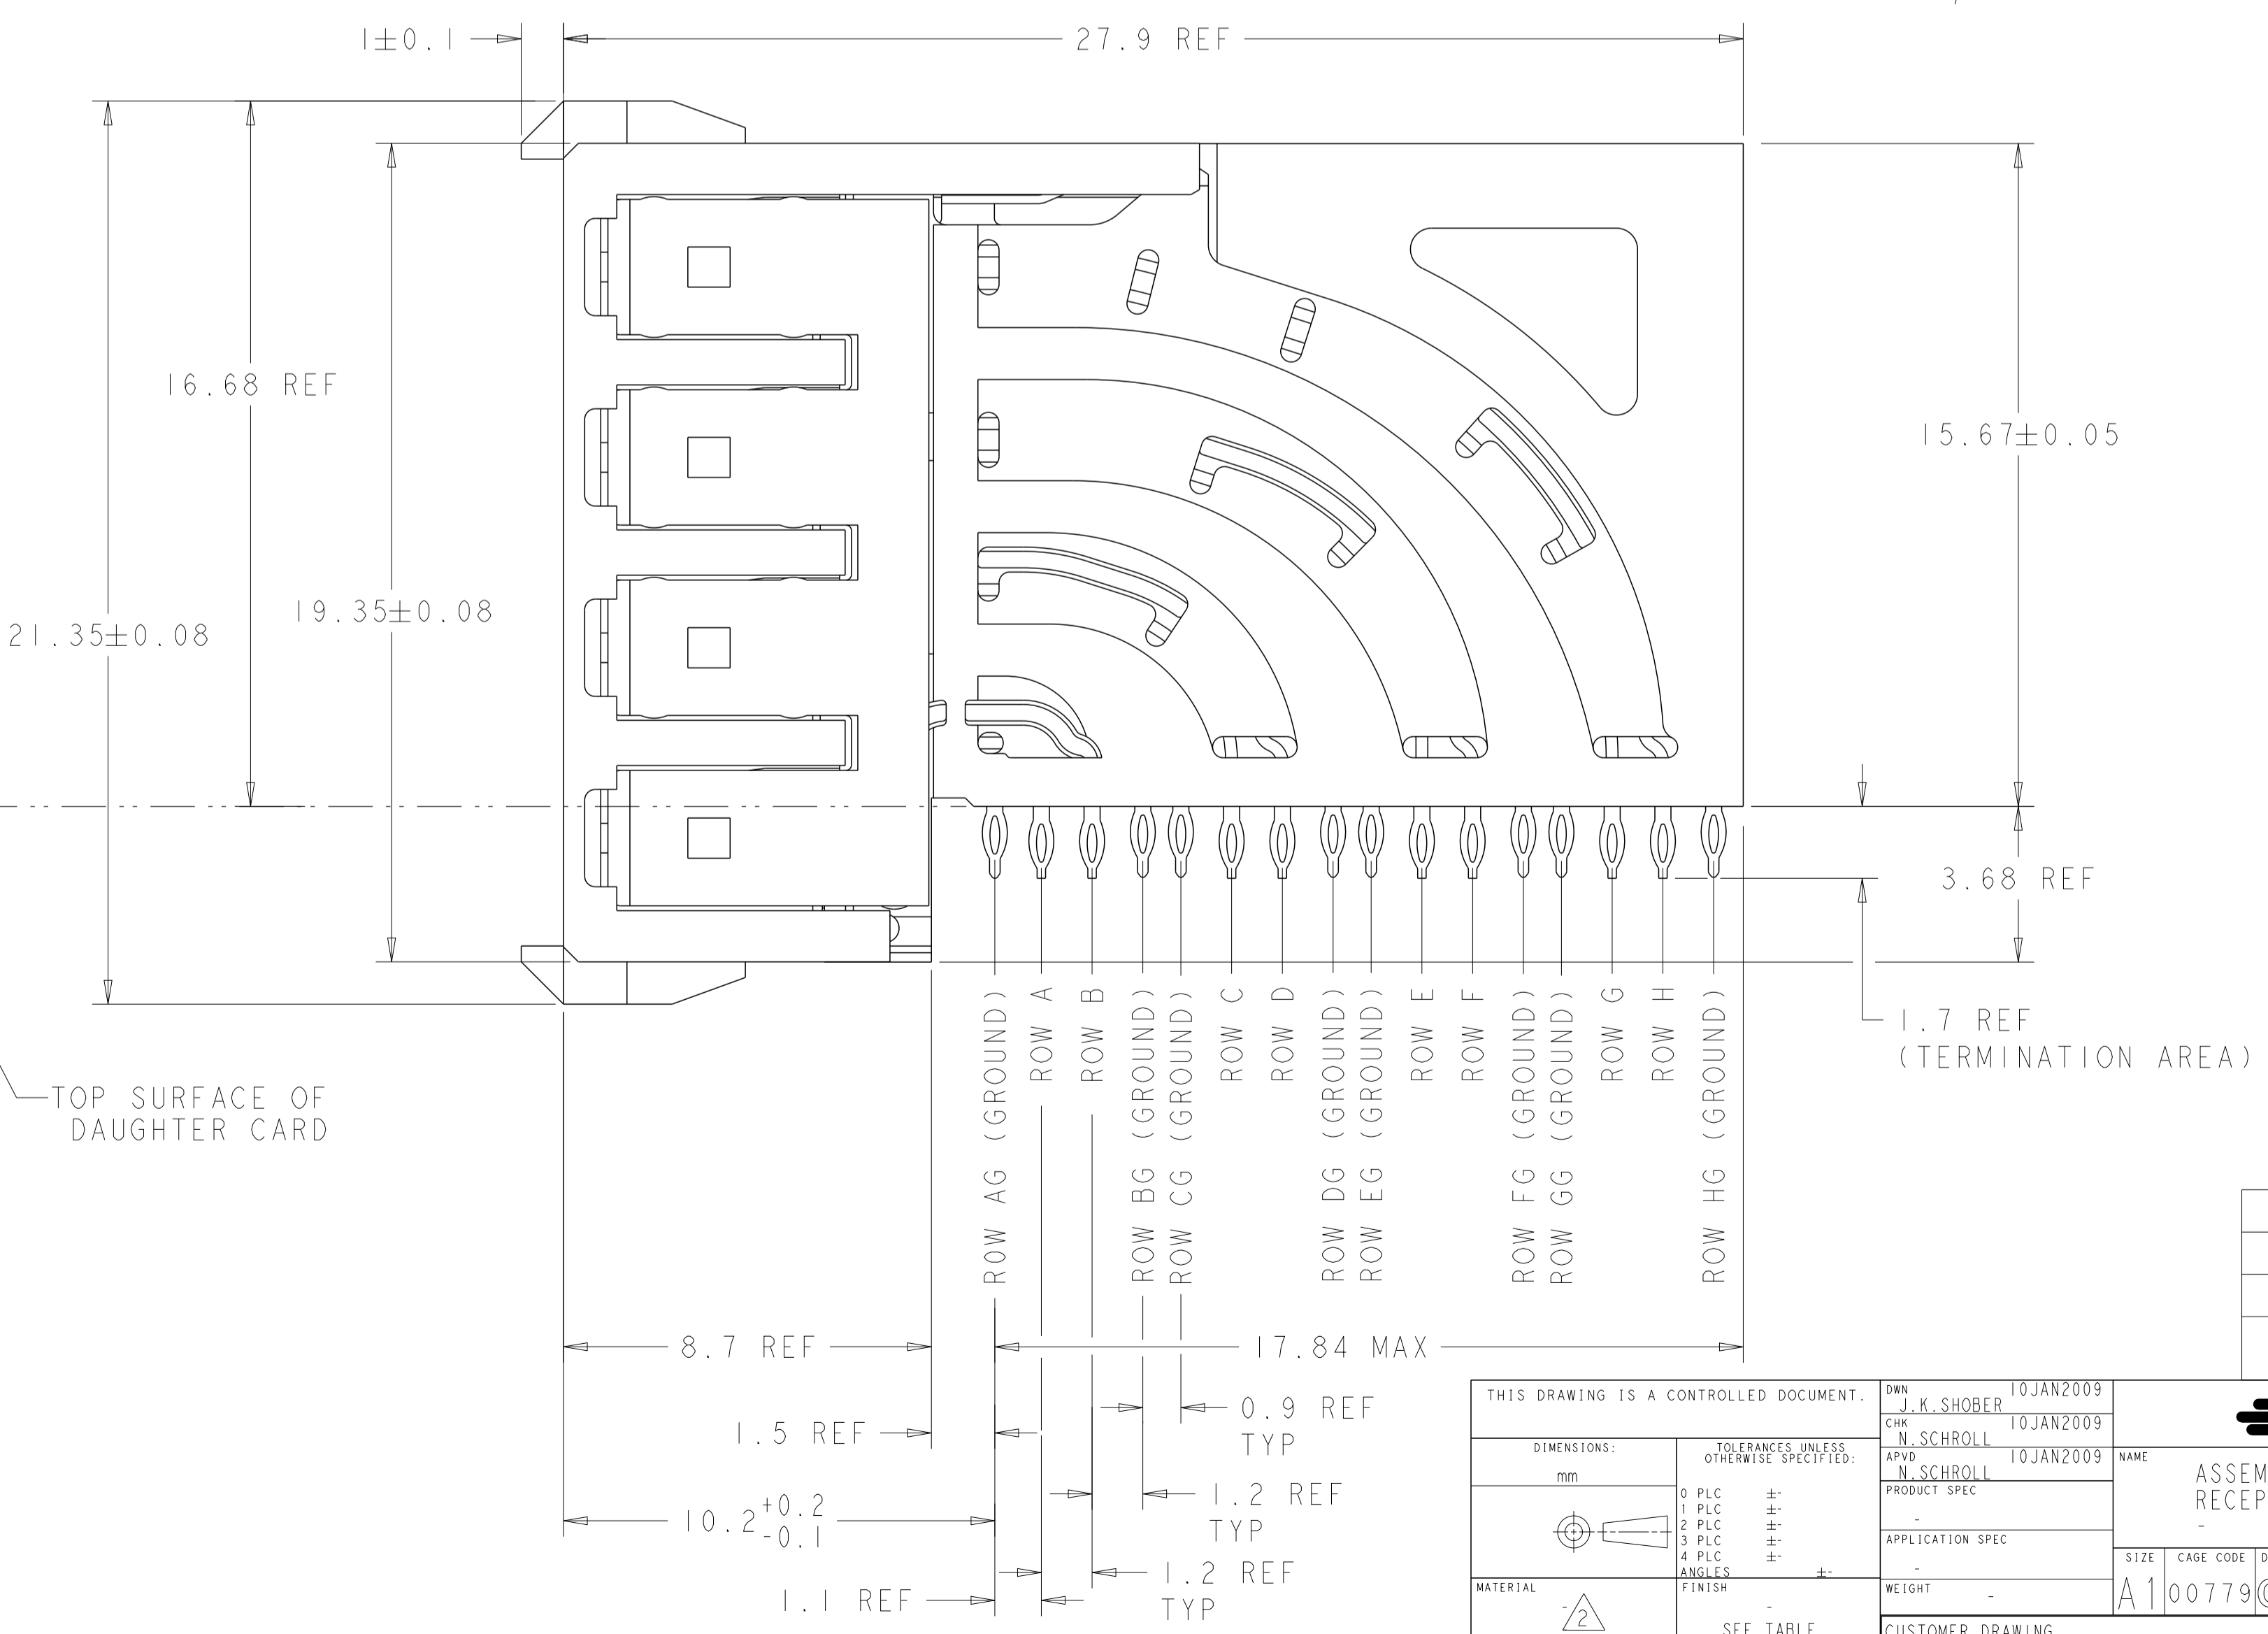 1±0.1
27.9 REF
16.68 REF
15.67±0.05
19.35±0.08
21.35±0.08
3.68 REF
1.7 REF
(TERMINATION AREA)
TOP SURFACE OF
DAUGHTER CARD
ROW AG (GROUND)
ROW A
ROW B
ROW BG (GROUND)
ROW CG (GROUND)
ROW C
ROW D
ROW DG (GROUND)
ROW EG (GROUND)
ROW E
ROW F
ROW FG (GROUND)
ROW GG (GROUND)
ROW G
ROW H
ROW HG (GROUND)
8.7 REF
17.84 MAX
0.9 REF
TYP
1.5 REF
1.2 REF
TYP
10.2 +0.2
-0.1
1.2 REF
TYP
1.1 REF
THIS DRAWING IS A CONTROLLED DOCUMENT.
DIMENSIONS:
mm
TOLERANCES UNLESS
OTHERWISE SPECIFIED:
0 PLC ±-
1 PLC ±-
2 PLC ±-
3 PLC ±-
4 PLC ±-
ANGLES ±-
MATERIAL
- 2
FINISH
-
SEE TABLE
DWN 10JAN2009
J.K.SHOBER
CHK 10JAN2009
N.SCHROLL
APVD 10JAN2009
N.SCHROLL
PRODUCT SPEC
-
APPLICATION SPEC
-
WEIGHT -
CUSTOMER DRAWING
NAME
ASSEM
RECEP
-
SIZE
A1
CAGE CODE
00779
D